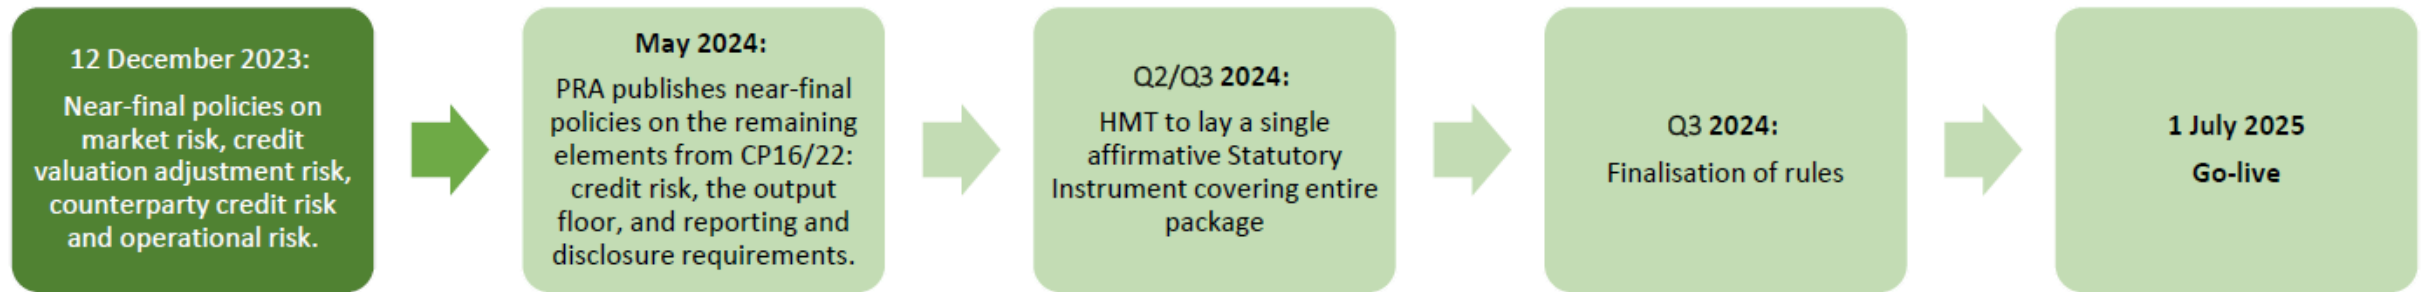 12 December 2023:
Near-final policies on
market risk, credit
valuation adjustment risk,
counterparty credit risk
and operational risk.
May 2024:
PRA publishes near-final
policies on the remaining
elements from CP16/22:
credit risk, the output
floor, and reporting and
disclosure requirements.
Q2/Q3 2024:
HMT to lay a single
affirmative Statutory
Instrument covering entire
package
Q3 2024:
Finalisation of rules
1 July 2025
Go-live